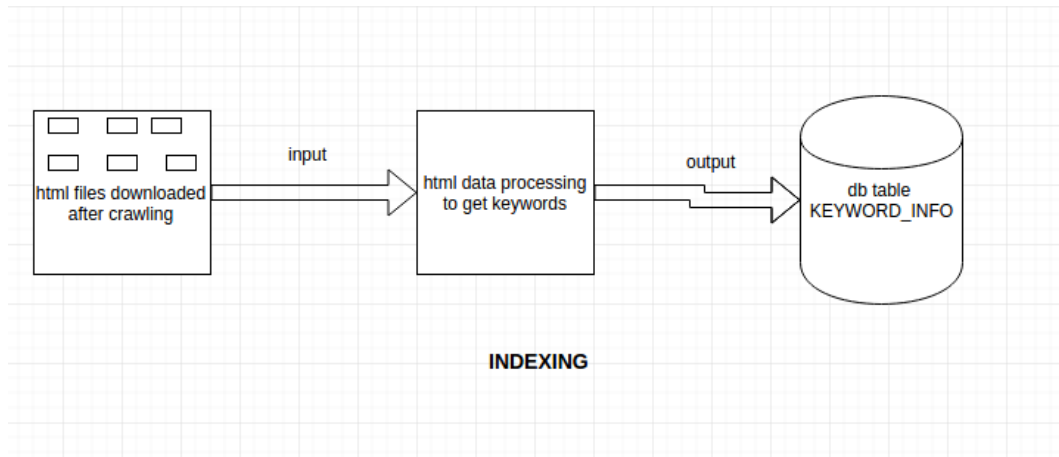 html files downloaded
after crawling
input
html data processing
to get keywords
output
db table
KEYWORD_INFO
INDEXING